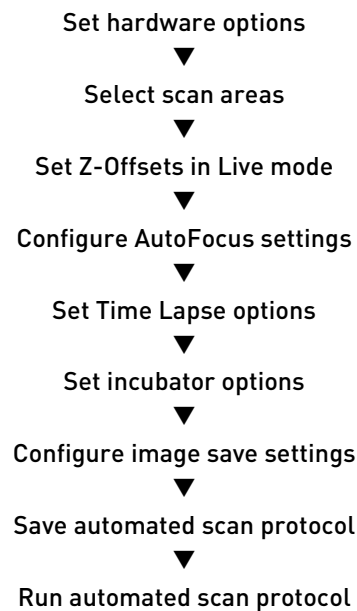 Set hardware options
▼
Select scan areas
▼
Set Z-Offsets in Live mode
▼
Configure AutoFocus settings
▼
Set Time Lapse options
▼
Set incubator options
▼
Configure image save settings
▼
Save automated scan protocol
▼
Run automated scan protocol